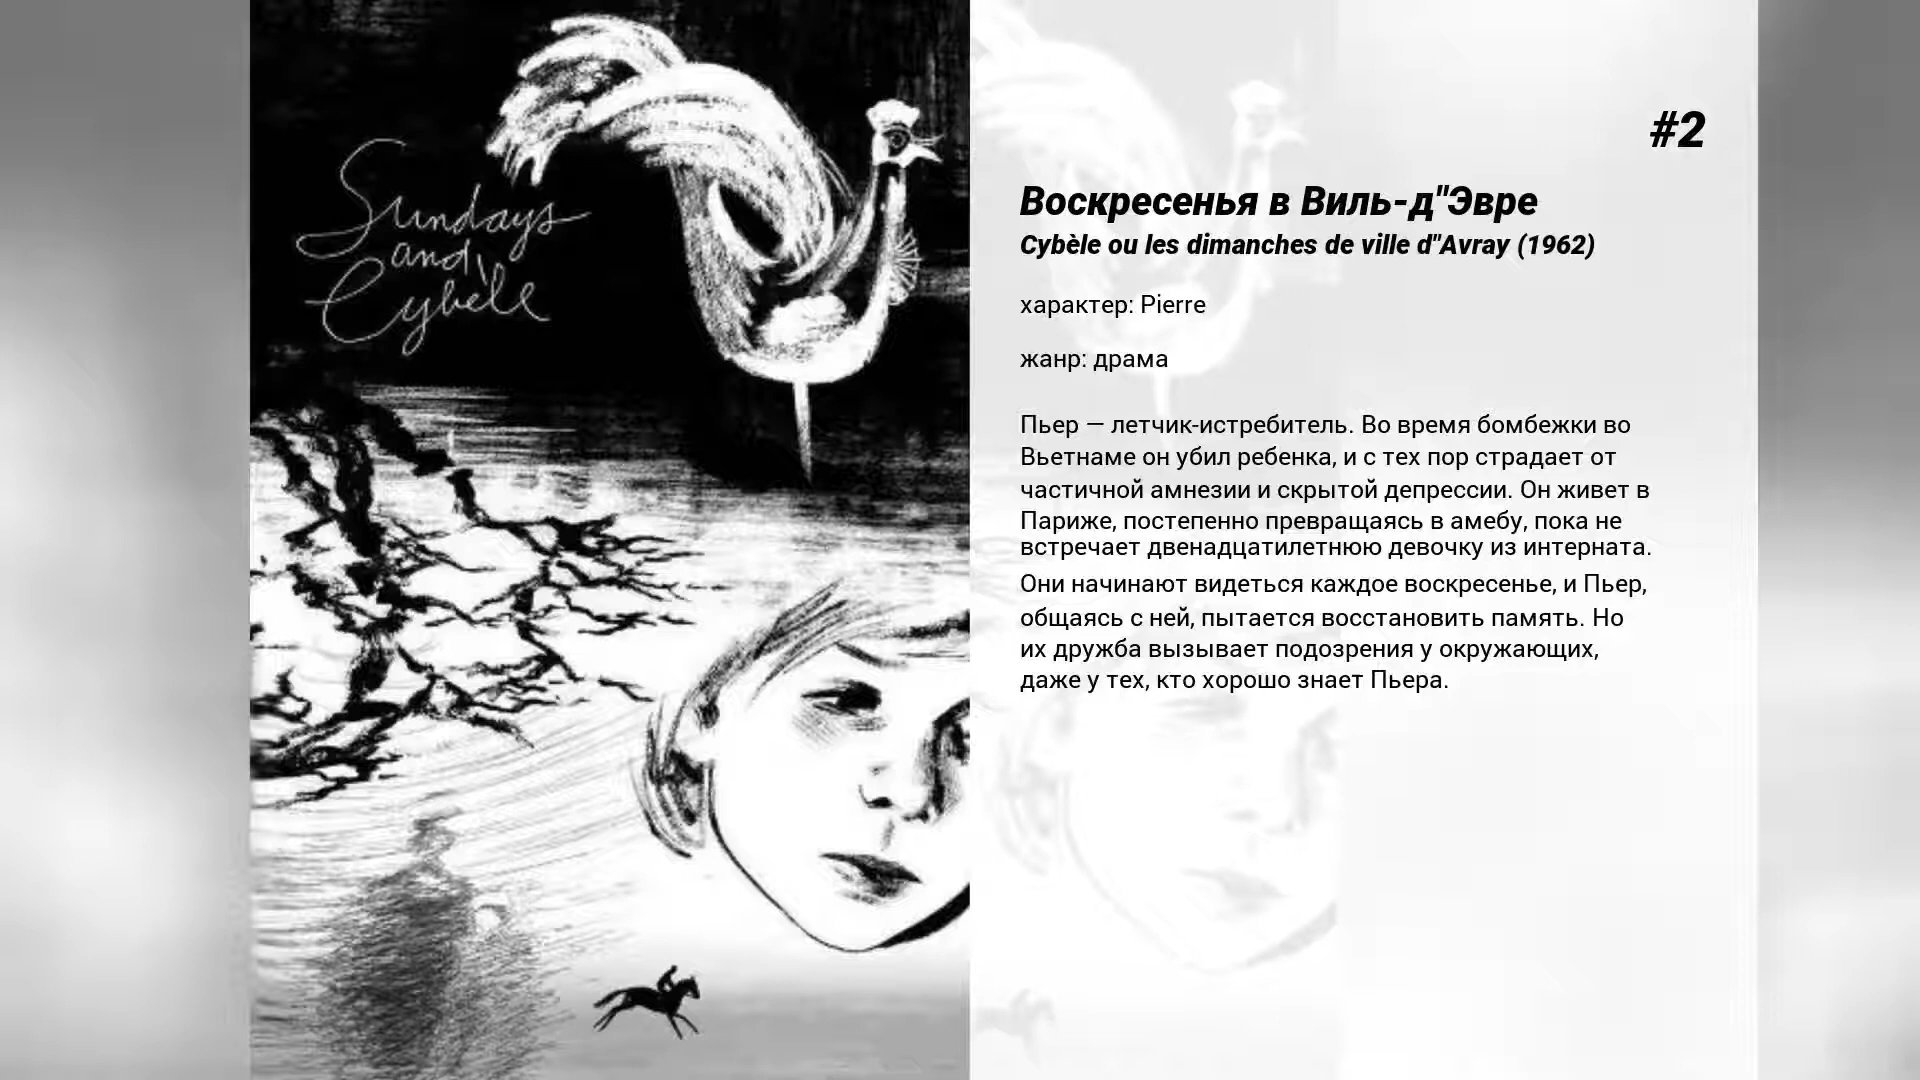 Sundays
and
Cybèle
#2
Воскресенья в Виль-д"Эвре
Cybèle ou les dimanches de ville d"Avray (1962)
характер: Pierre
жанр: драма
Пьер — летчик-истребитель. Во время бомбежки во
Вьетнаме он убил ребенка, и с тех пор страдает от
частичной амнезии и скрытой депрессии. Он живет в
Париже, постепенно превращаясь в амебу, пока не
встречает двенадцатилетнюю девочку из интерната.
Они начинают видеться каждое воскресенье, и Пьер,
общаясь с ней, пытается восстановить память. Но
их дружба вызывает подозрения у окружающих,
даже у тех, кто хорошо знает Пьера.